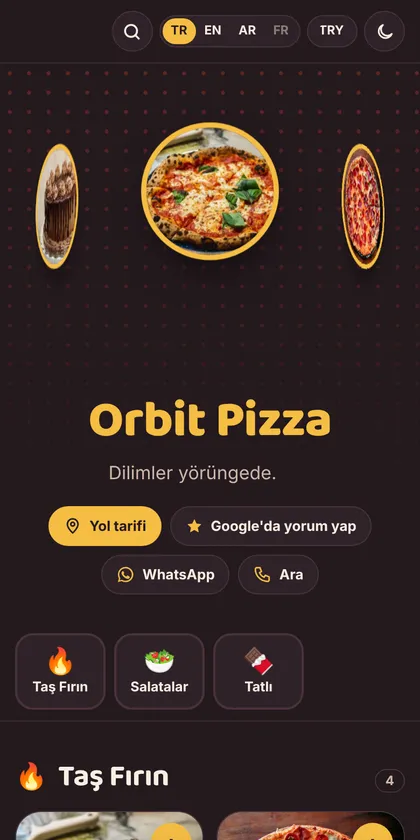 TR EN AR FR TRY
Orbit Pizza
Dilimler yörüngede.
Yol tarifi Google'da yorum yap
WhatsApp Ara
Taş Fırın Salatalar Tatlı
Taş Fırın 4